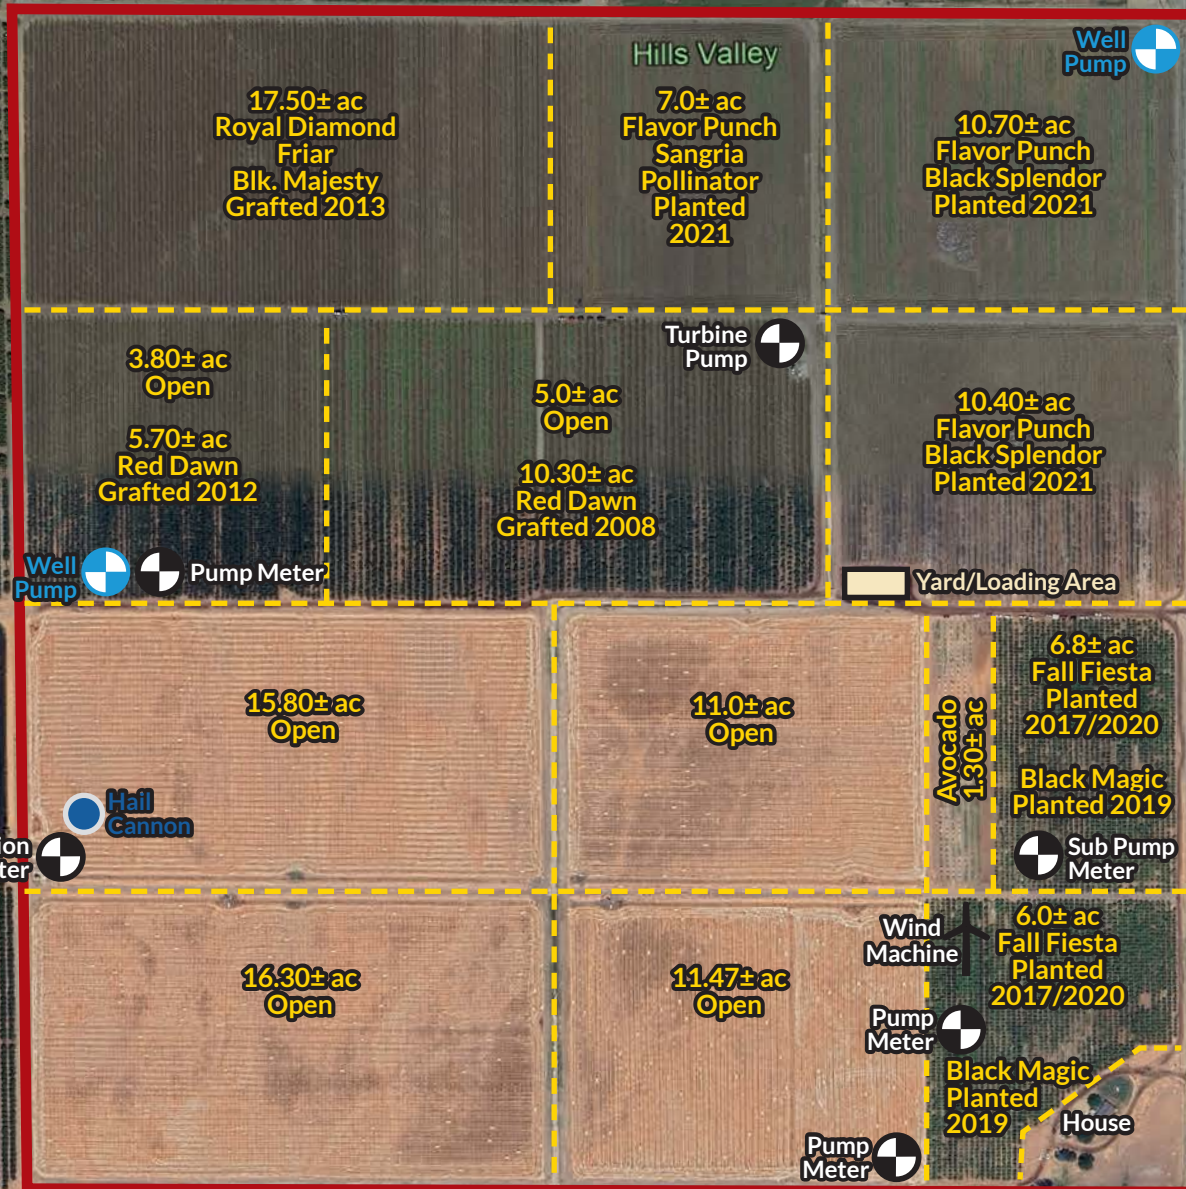 Hills Valley
Well
Pump
17.50± ac
Royal Diamond
Friar
Blk. Majesty
Grafted 2013
7.0± ac
Flavor Punch
Sangria
Pollinator
Planted
2021
10.70± ac
Flavor Punch
Black Splendor
Planted 2021
3.80± ac
Open
5.70± ac
Red Dawn
Grafted 2012
Turbine
Pump
5.0± ac
Open
10.30± ac
Red Dawn
Grafted 2008
10.40± ac
Flavor Punch
Black Splendor
Planted 2021
Well
Pump
Pump Meter
Yard/Loading Area
15.80± ac
Open
11.0± ac
Open
Avocado
1.30± ac
6.8± ac
Fall Fiesta
Planted
2017/2020
Black Magic
Planted 2019
Hail
Cannon
ion
ter
Sub Pump
Meter
16.30± ac
Open
11.47± ac
Open
Wind
Machine
6.0± ac
Fall Fiesta
Planted
2017/2020
Pump
Meter
Black Magic
Planted
2019
House
Pump
Meter